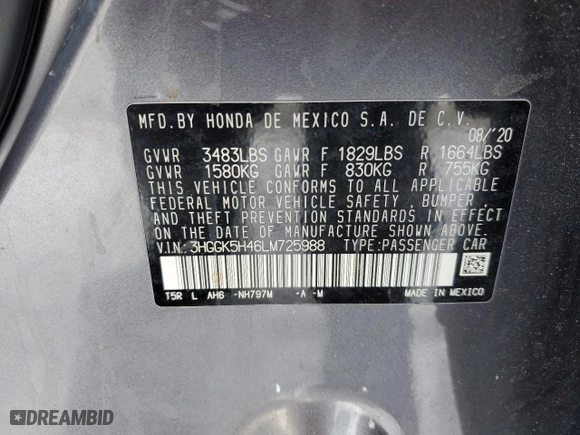 MFD.BY HONDA DE MEXICO S.A. DE C.V.
08/'20
GVWR 3483LBS GAWR F 1829LBS R 1664LBS
GVWR 1580KG GAWR F 830KG R 755KG
THIS VEHICLE CONFORMS TO ALL APPLICABLE
FEDERAL MOTOR VEHICLE SAFETY, BUMPER,
AND THEFT PREVENTION STANDARDS IN EFFECT
ON THE DATE OF MANUFACTURE SHOWN ABOVE.
V.I.N.: 3HGGK5H46LM725988 TYPE:PASSENGER CAR
T5R L AH6 -NH797M -A -M MADE IN MEXICO
DREAMBID